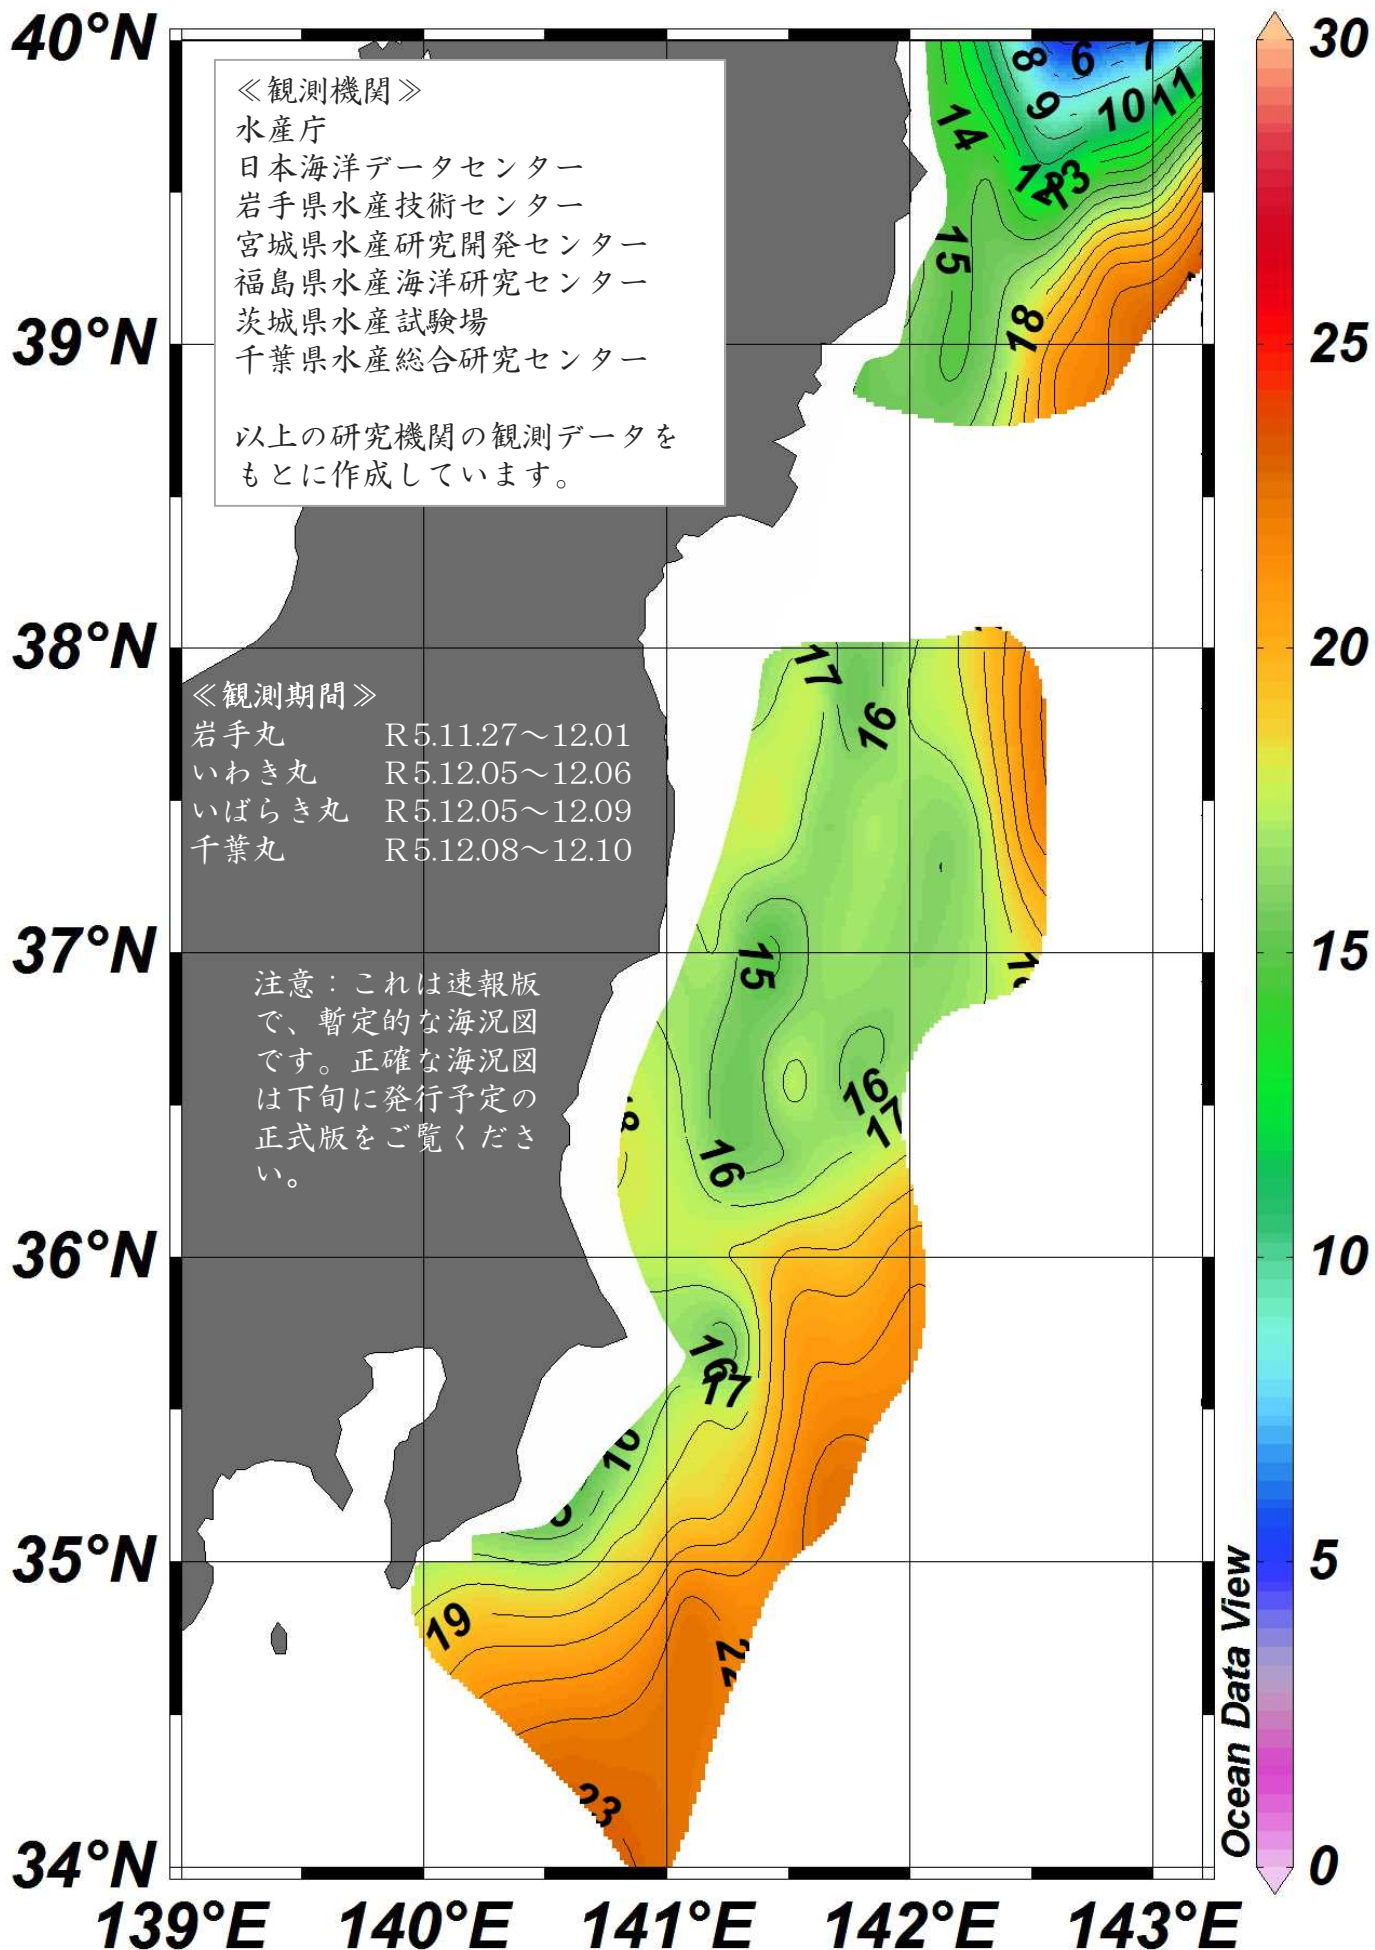 ≪観測機関≫
水産庁
日本海洋データセンター
岩手県水産技術センター
宮城県水産研究開発センター
福島県水産海洋研究センター
茨城県水産試験場
千葉県水産総合研究センター
以上の研究機関の観測データを
もとに作成しています。
≪観測期間≫
岩手丸 R5.11.27～12.01
いわき丸 R5.12.05～12.06
いばらき丸 R5.12.05～12.09
千葉丸 R5.12.08～12.10
注意：これは速報版
で、暫定的な海況図
です。正確な海況図
は下旬に発行予定の
正式版をご覧くださ
い。
40°N
39°N
38°N
37°N
36°N
35°N
34°N
139°E 140°E 141°E 142°E 143°E
30
25
20
15
10
5
0
Ocean Data View
8 6 7
9 10 11
14
12 13
15
18
17
16
15
16
17
16
16
17
16
19
22
23